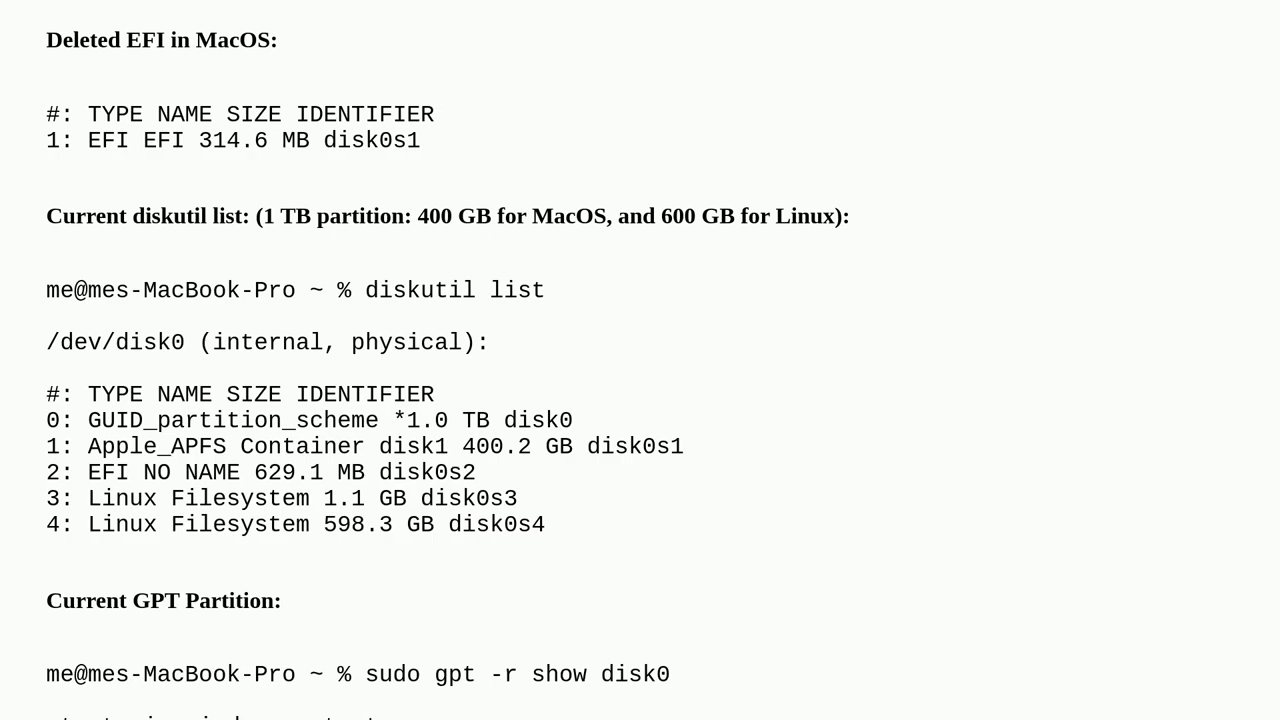 Deleted EFI in MacOS:
#: TYPE NAME SIZE IDENTIFIER
1: EFI EFI 314.6 MB disk0s1
Current diskutil list: (1 TB partition: 400 GB for MacOS, and 600 GB for Linux):
me@mes-MacBook-Pro ~ % diskutil list
/dev/disk0 (internal, physical):
#: TYPE NAME SIZE IDENTIFIER
0: GUID_partition_scheme *1.0 TB disk0
1: Apple_APFS Container disk1 400.2 GB disk0s1
2: EFI NO NAME 629.1 MB disk0s2
3: Linux Filesystem 1.1 GB disk0s3
4: Linux Filesystem 598.3 GB disk0s4
Current GPT Partition:
me@mes-MacBook-Pro ~ % sudo gpt -r show disk0